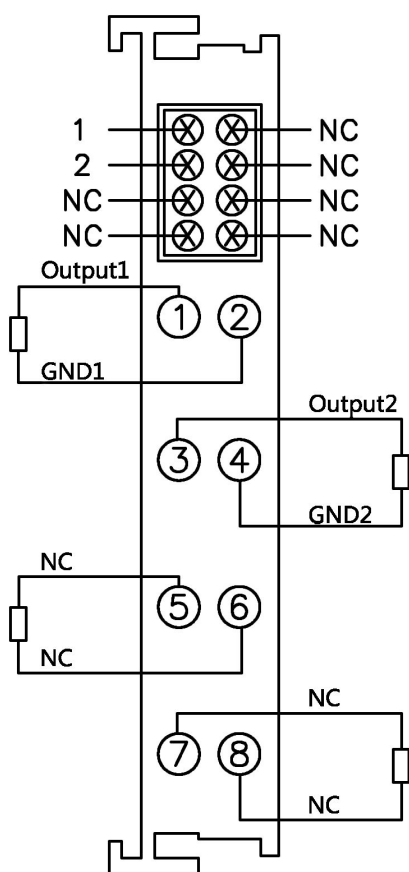 1 NC
2 NC
NC NC
NC NC
Output1
1 2
GND1
Output2
3 4
GND2
NC
5 6
NC
NC
7 8
NC